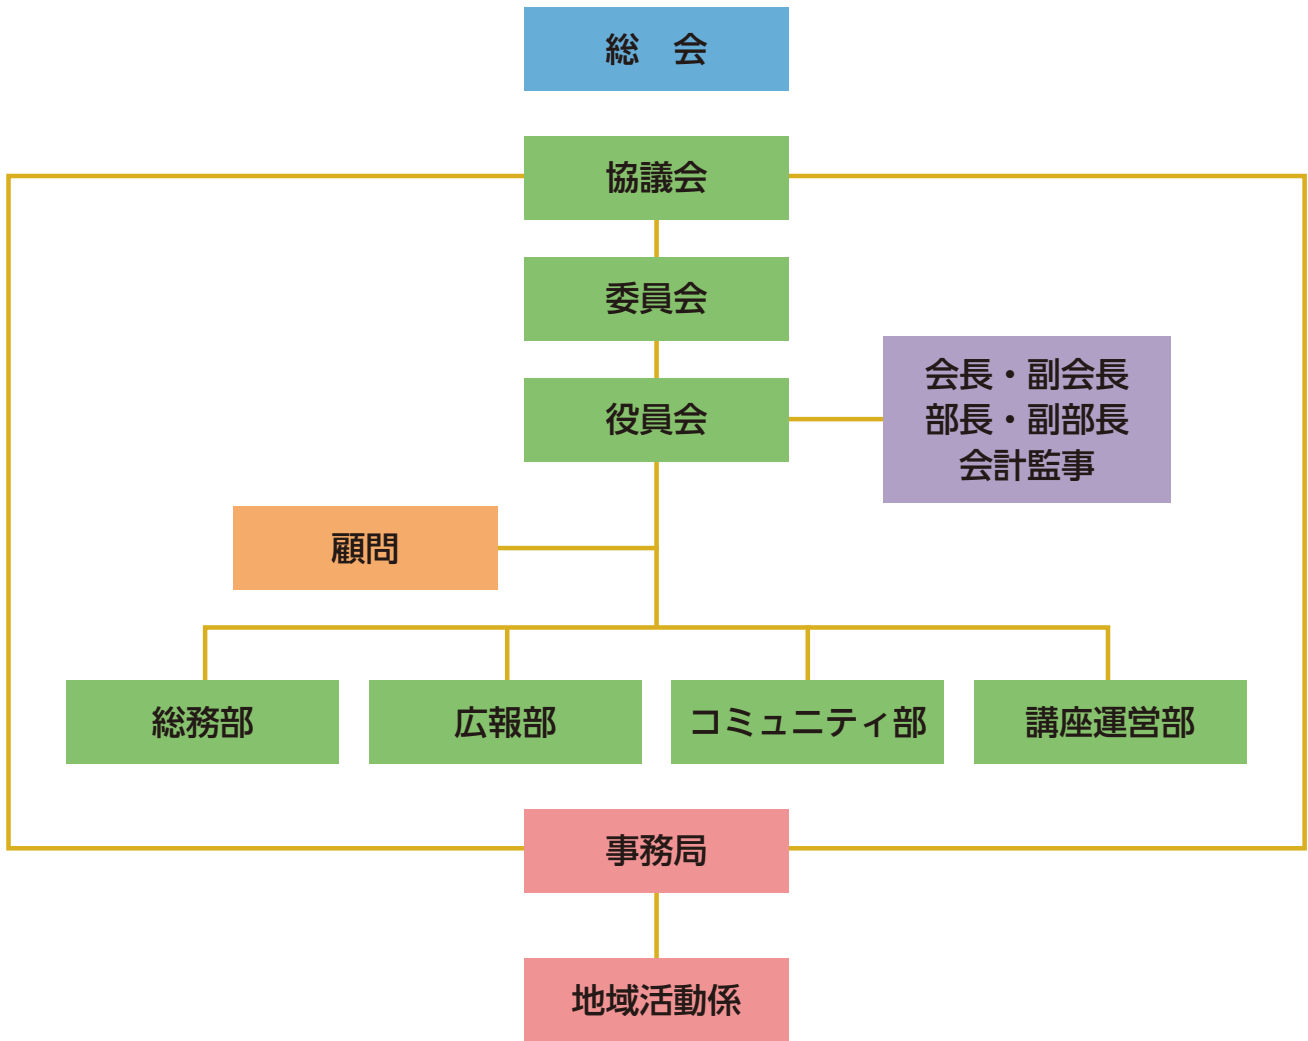 総　会
協議会
委員会
役員会
会長・副会長
部長・副部長
会計監事
顧問
総務部
広報部
コミュニティ部
講座運営部
事務局
地域活動係